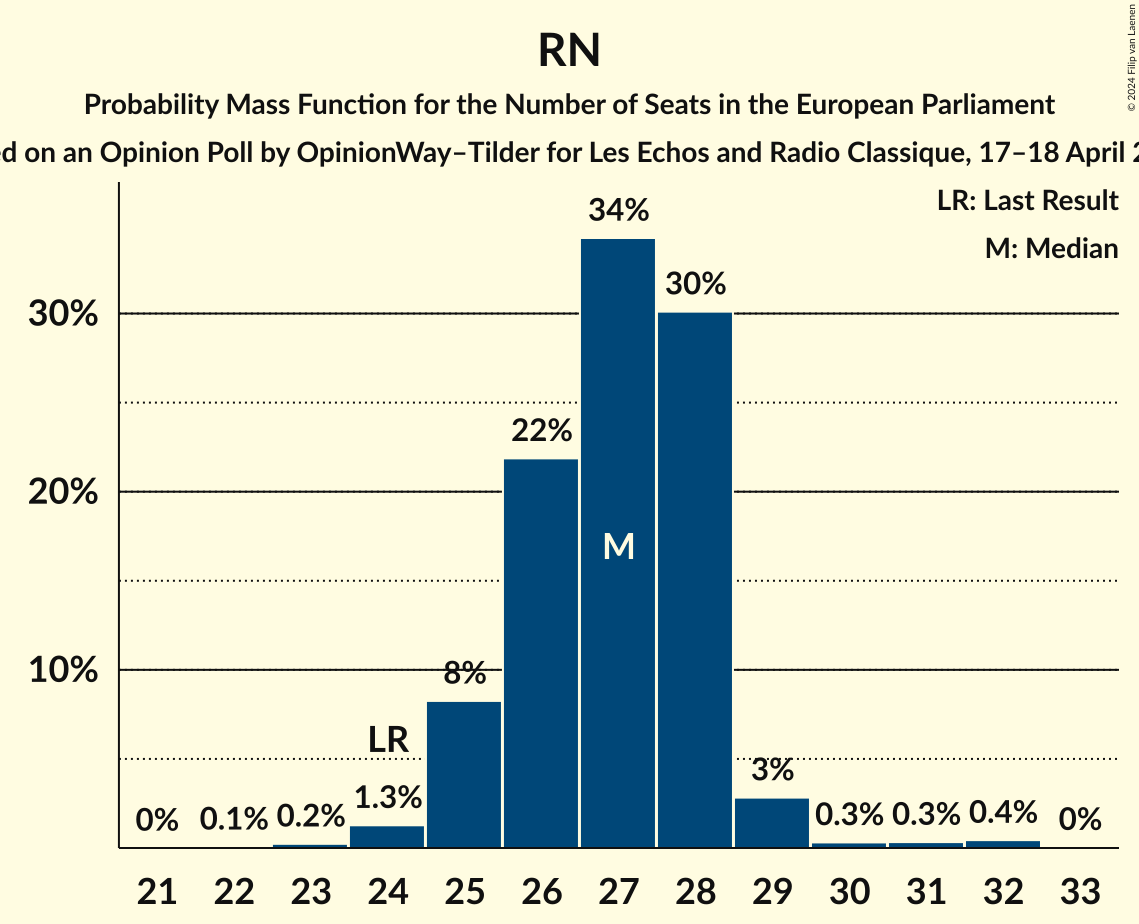 RN
Probability Mass Function for the Number of Seats in the European Parliament
on an Opinion Poll by OpinionWay–Tilder for Les Echos and Radio Classique, 17–18 April
© 2024 Filip van Laenen
LR: Last Result
M: Median
34%
30%
30%
22%
20%
M
8%
10%
LR
3%
1.3%
0%
0.1%
0.2%
0.3%
0.3%
0.4%
0%
21 22 23 24 25 26 27 28 29 30 31 32 33